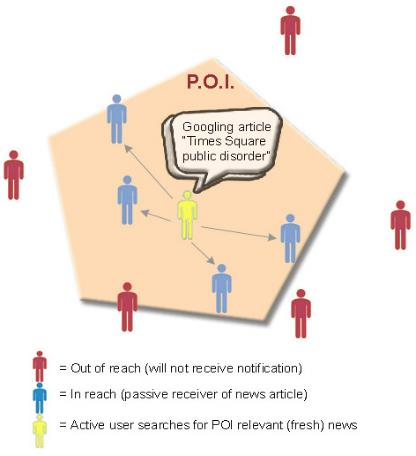 P.O.I.
Googling article
"Times Square
public disorder"
= Out of reach (will not receive notification)
= In reach (passive receiver of news article)
= Active user searches for POI relevant (fresh) news